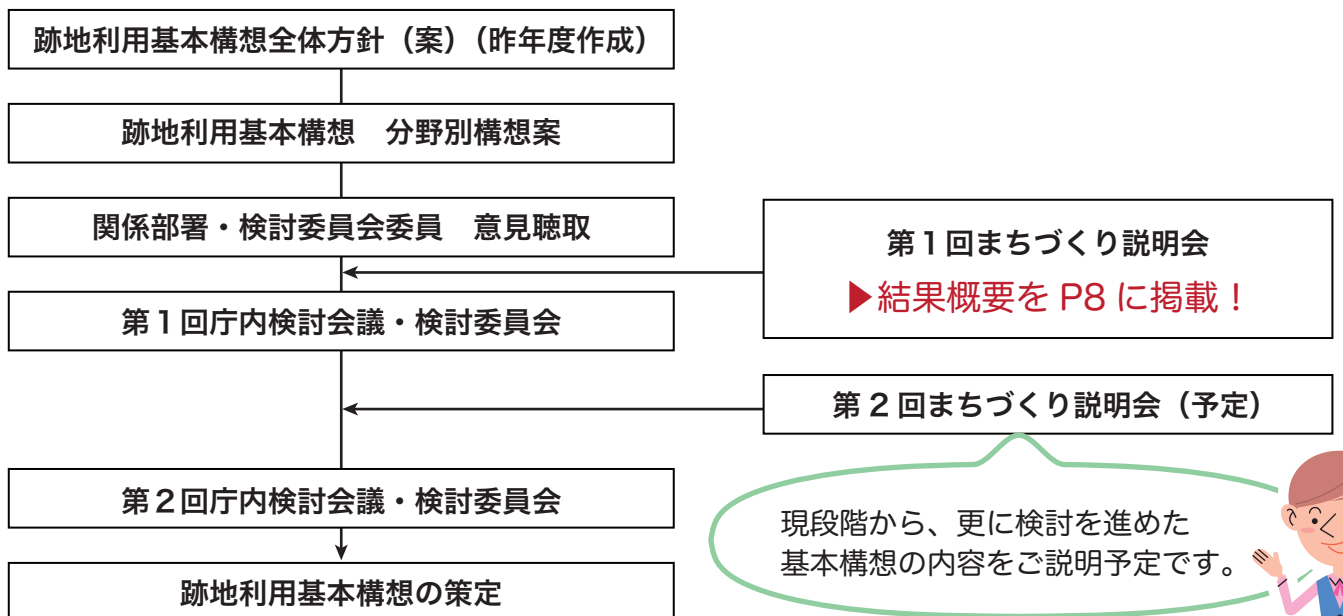 跡地利用基本構想全体方針（案）（昨年度作成）
跡地利用基本構想　分野別構想案
関係部署・検討委員会委員　意見聴取
第１回まちづくり説明会
▶結果概要を P8 に掲載！
第１回庁内検討会議・検討委員会
第２回まちづくり説明会（予定）
第２回庁内検討会議・検討委員会
現段階から、更に検討を進めた
基本構想の内容をご説明予定です。
跡地利用基本構想の策定